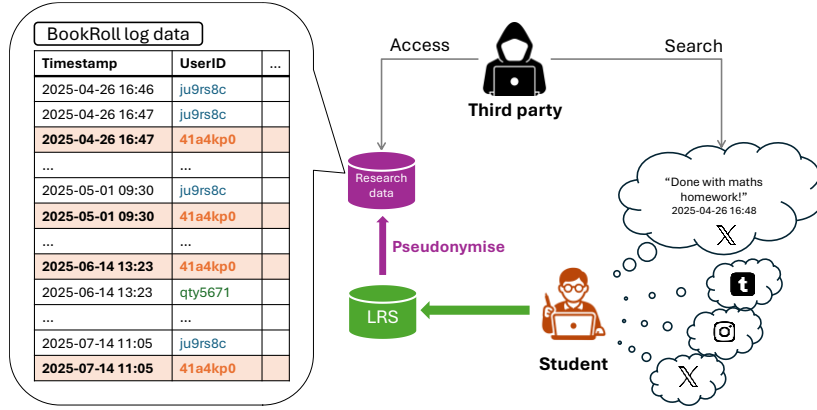 BookRoll log data
Timestamp UserID ...
2025-04-26 16:46 ju9rs8c
2025-04-26 16:47 ju9rs8c
2025-04-26 16:47 41a4kp0
... ...
2025-05-01 09:30 ju9rs8c
2025-05-01 09:30 41a4kp0
... ...
2025-06-14 13:23 41a4kp0
2025-06-14 13:23 qty5671
... ...
2025-07-14 11:05 ju9rs8c
2025-07-14 11:05 41a4kp0
Access
Search
Third party
Research
data
Pseudonymise
LRS
Student
“Done with maths
homework!”
2025-04-26 16:48
𝕏
t
𝕏